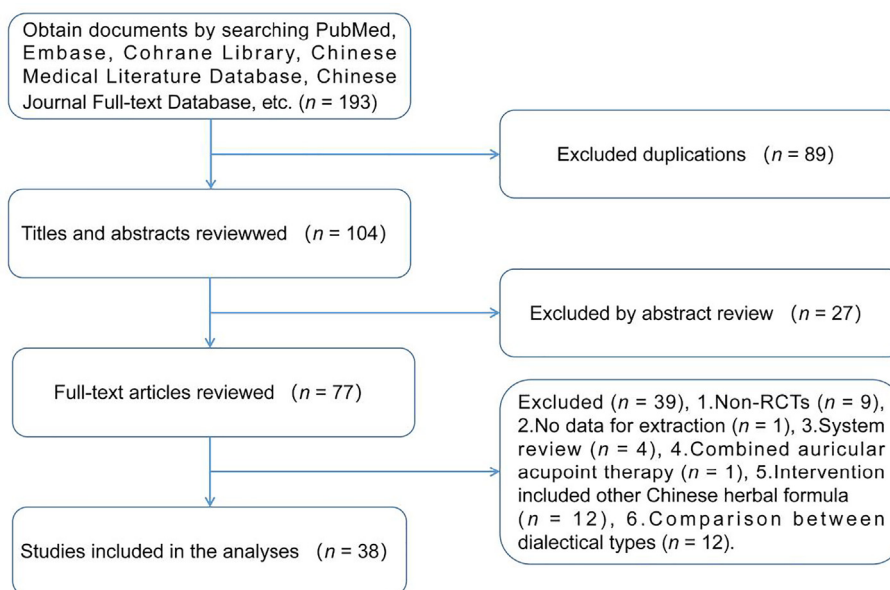 Obtain documents by searching PubMed,
Embase, Cochrane Library, Chinese
Medical Literature Database, Chinese
Journal Full-text Database, etc. (n = 193)
Excluded duplications (n = 89)
Titles and abstracts reviewwed (n = 104)
Excluded by abstract review (n = 27)
Full-text articles reviewed (n = 77)
Excluded (n = 39), 1.Non-RCTs (n = 9),
2.No data for extraction (n = 1), 3.System
review (n = 4), 4.Combined auricular
acupoint therapy (n = 1), 5.Intervention
included other Chinese herbal formula
(n = 12), 6.Comparison between
dialectical types (n = 12).
Studies included in the analyses (n = 38)